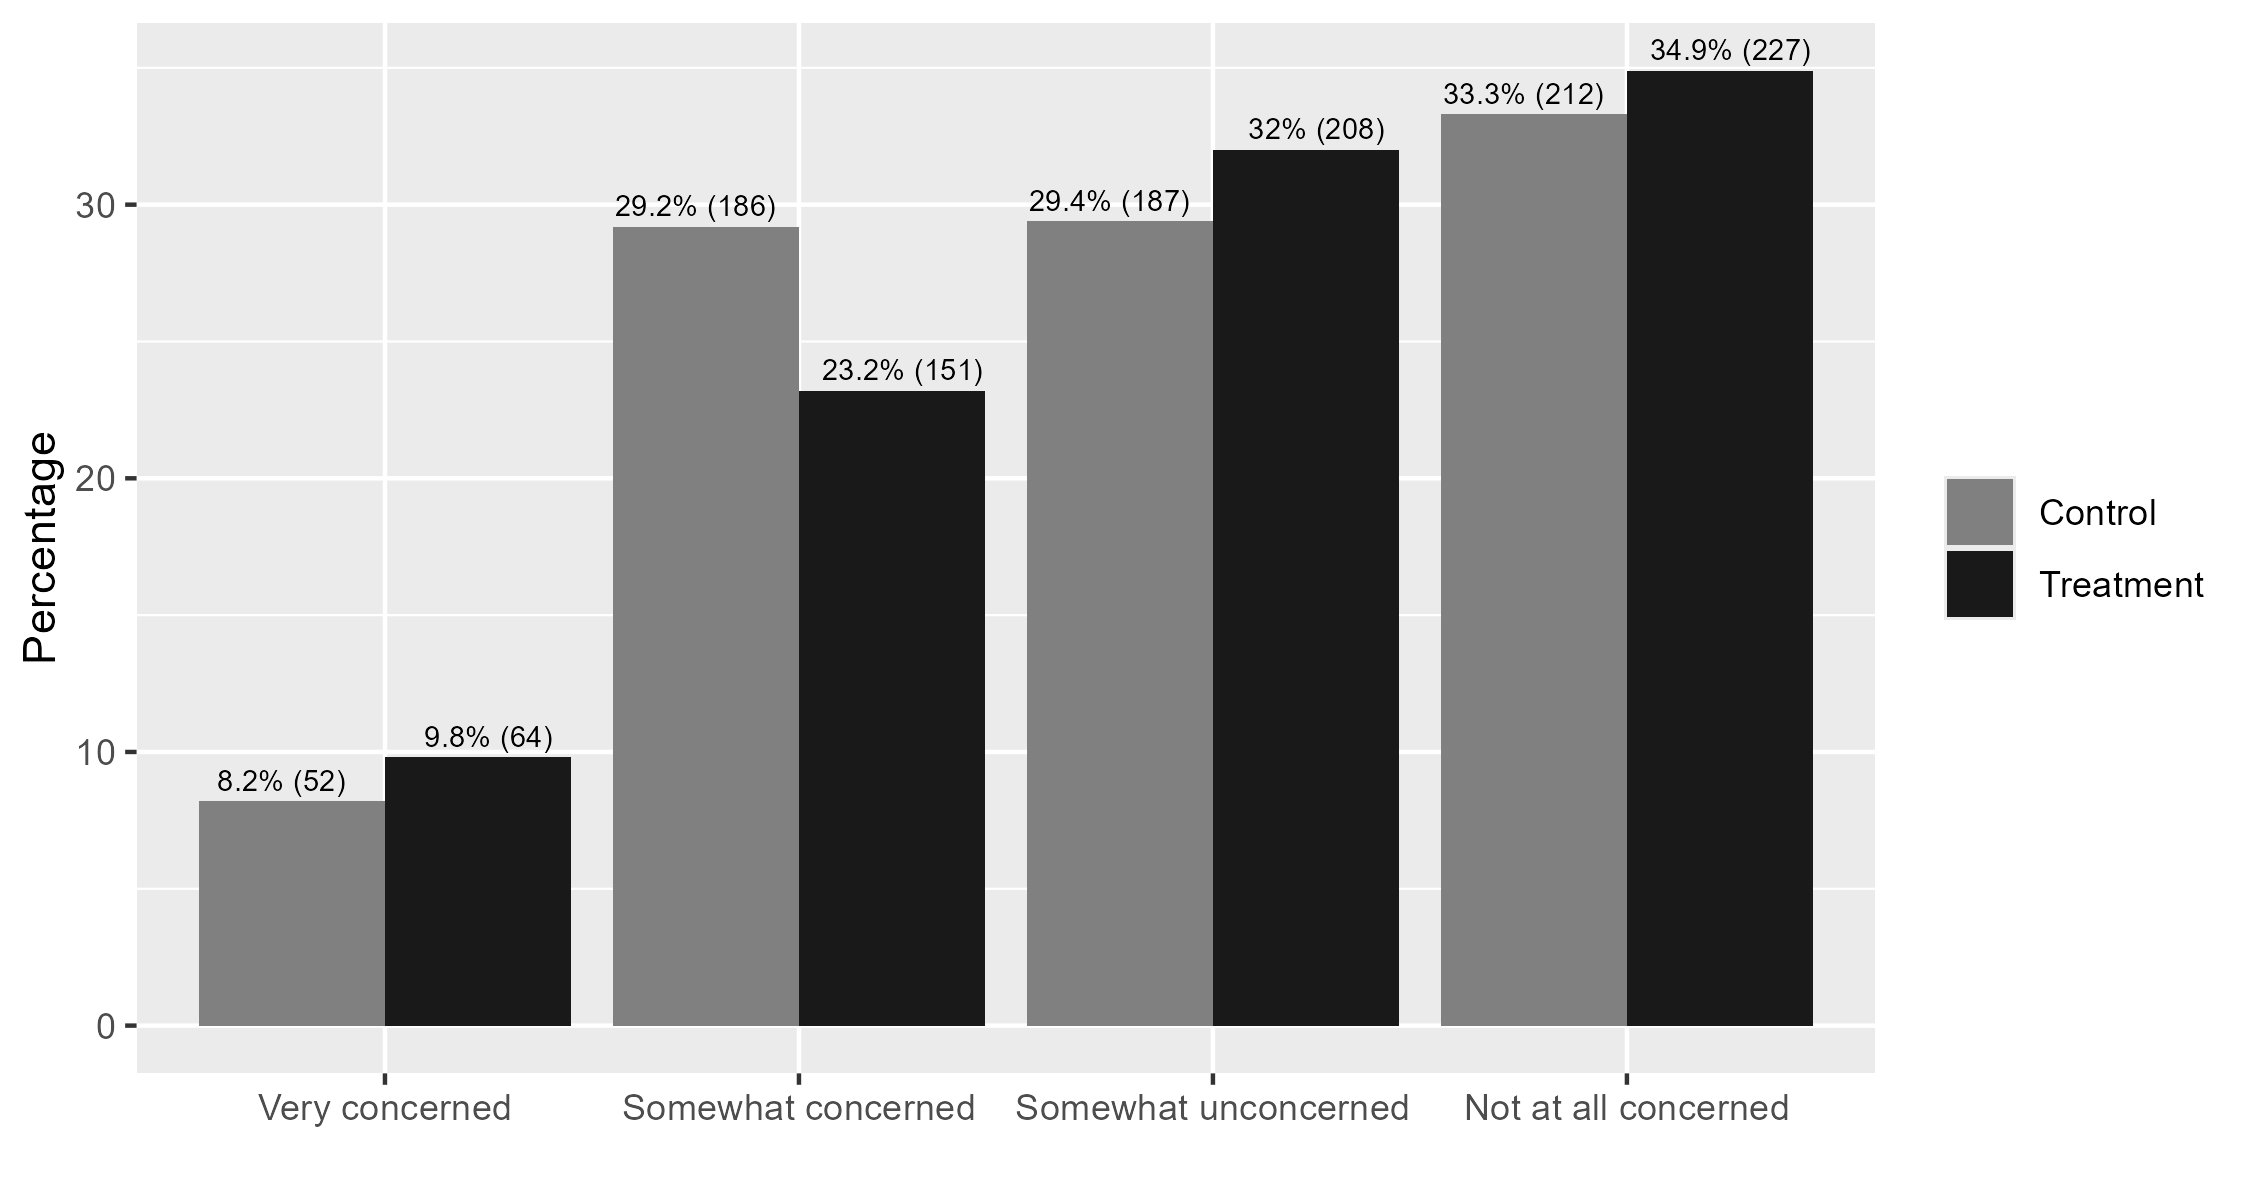 34.9% (227)
33.3% (212)
32% (208)
29.2% (186)
29.4% (187)
23.2% (151)
9.8% (64)
8.2% (52)
30
20
10
0
Percentage
Very concerned
Somewhat concerned
Somewhat unconcerned
Not at all concerned
Control
Treatment